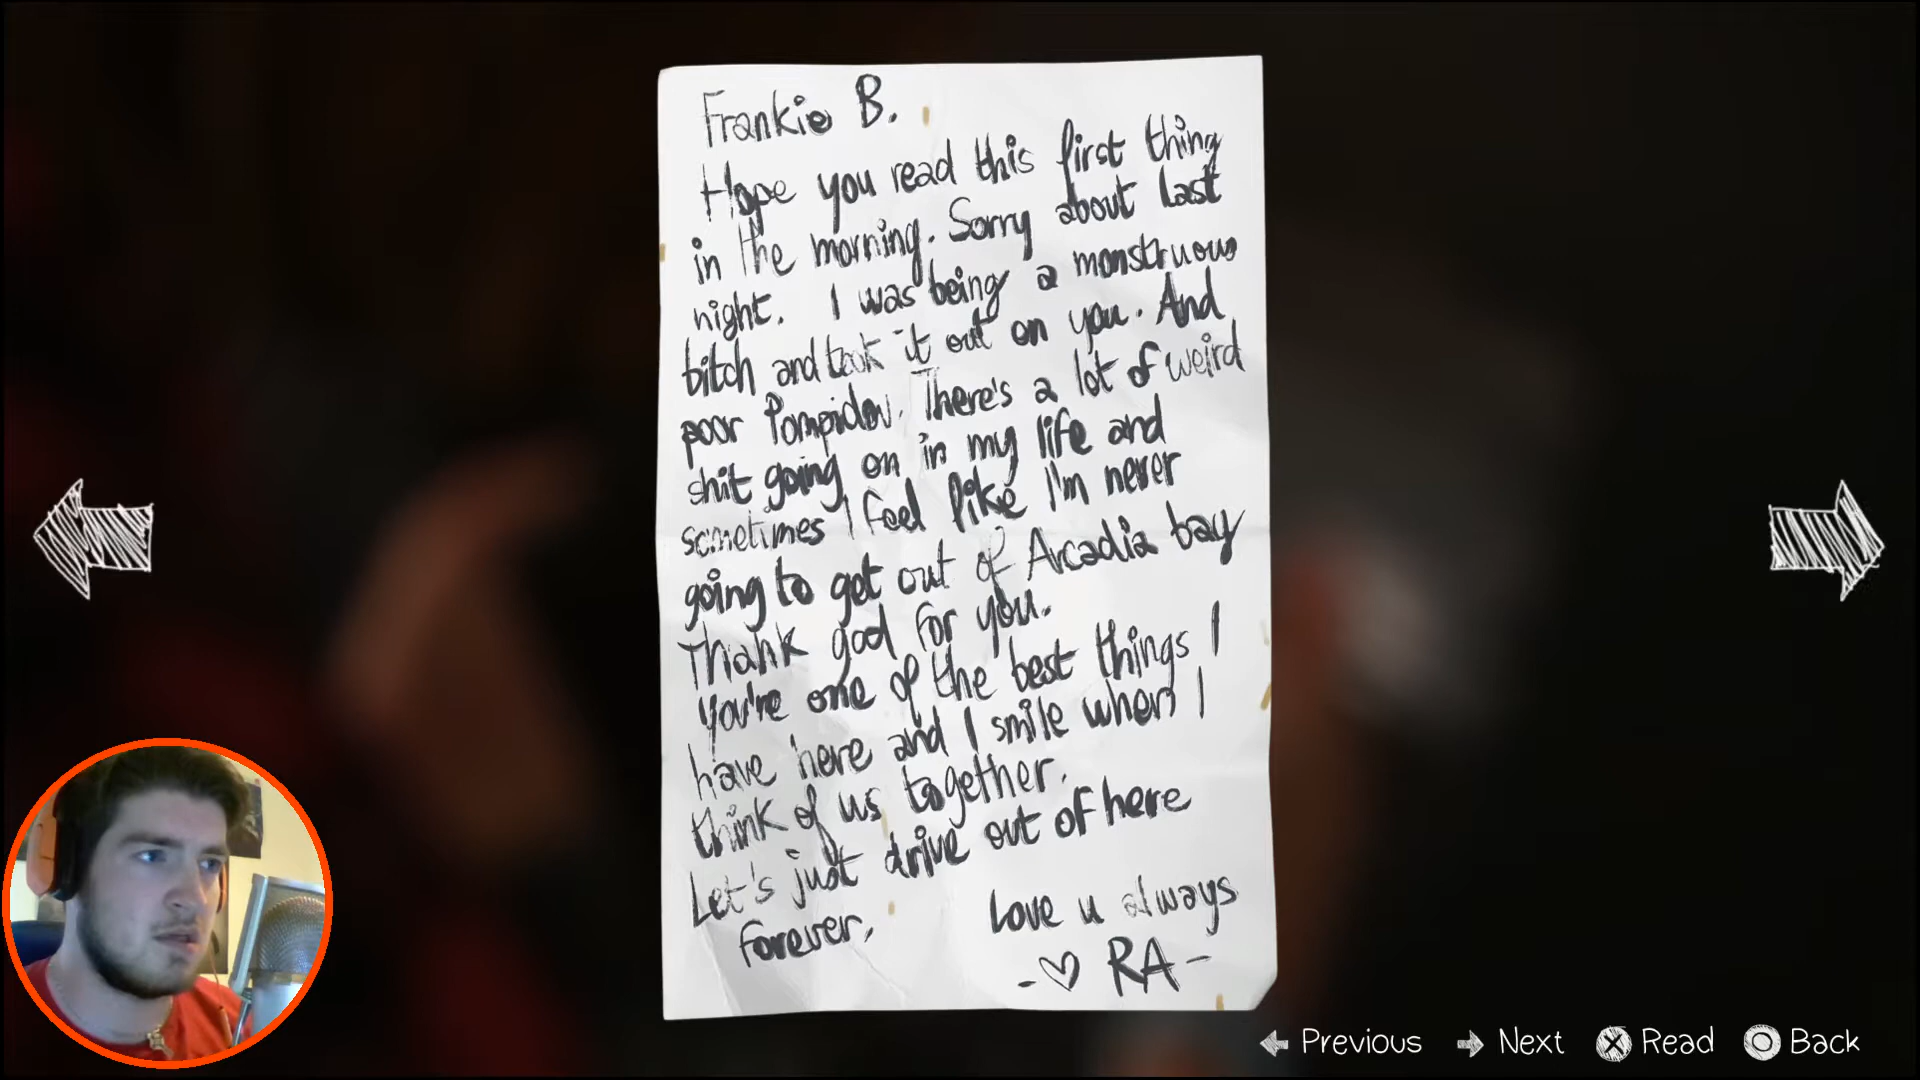 Frankie B.
Hope you read this first thing
in the morning. Sorry about last
night. I was being a monstruous
bitch and took it out on you. And
poor Pompidou. There's a lot of weird
shit going on in my life and
sometimes I feel like I'm never
going to get out of Arcadia bay
Thank god for you.
You're one of the best things I
have here and I smile when I
think of us together.
Let's just drive out of here
forever.
Love u always
-♡ RA-
Previous Next Read Back